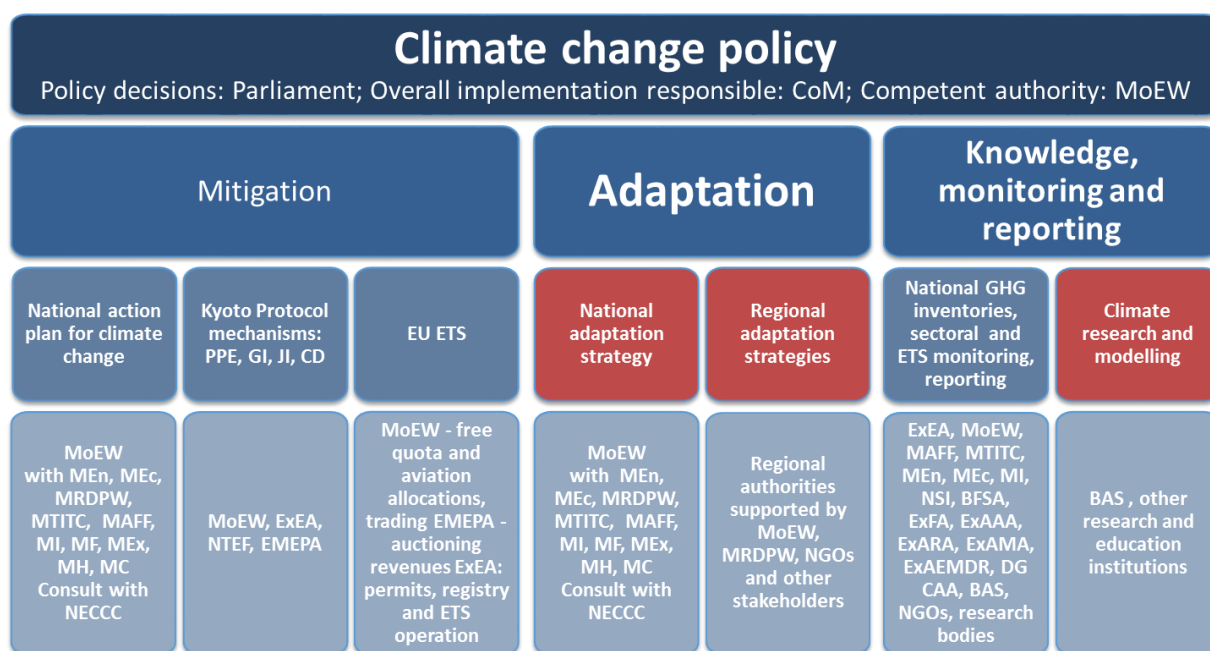 Climate change policy
Policy decisions: Parliament; Overall implementation responsible: CoM; Competent authority: MoEW
Mitigation
Adaptation
Knowledge,
monitoring and
reporting
National action
plan for climate
change
Kyoto Protocol
mechanisms:
PPE, GI, JI, CD
EU ETS
National
adaptation
strategy
Regional
adaptation
strategies
National GHG
inventories,
sectoral and
ETS monitoring,
reporting
Climate
research and
modelling
MoEW
with MEn, MEc,
MRDPW,
MTITC, MAFF,
MI, MF, MEx,
MH, MC
Consult with
NECCC
MoEW, ExEA,
NTEF, EMEPA
MoEW - free
quota and
aviation
allocations,
trading EMEPA -
auctioning
revenues ExEA:
permits, registry
and ETS
operation
MoEW
with MEn,
MEc, MRDPW,
MTITC, MAFF,
MI, MF, MEx,
MH, MC
Consult with
NECCC
Regional
authorities
supported by
MoEW,
MRDPW, NGOs
and other
stakeholders
ExEA, MoEW,
MAFF, MTITC,
MEn, MEc, MI,
NSI, BFSA,
ExFA, ExAAA,
ExARA, ExAMA,
ExAEMDR, DG
CAA, BAS,
NGOs, research
bodies
BAS , other
research and
education
institutions